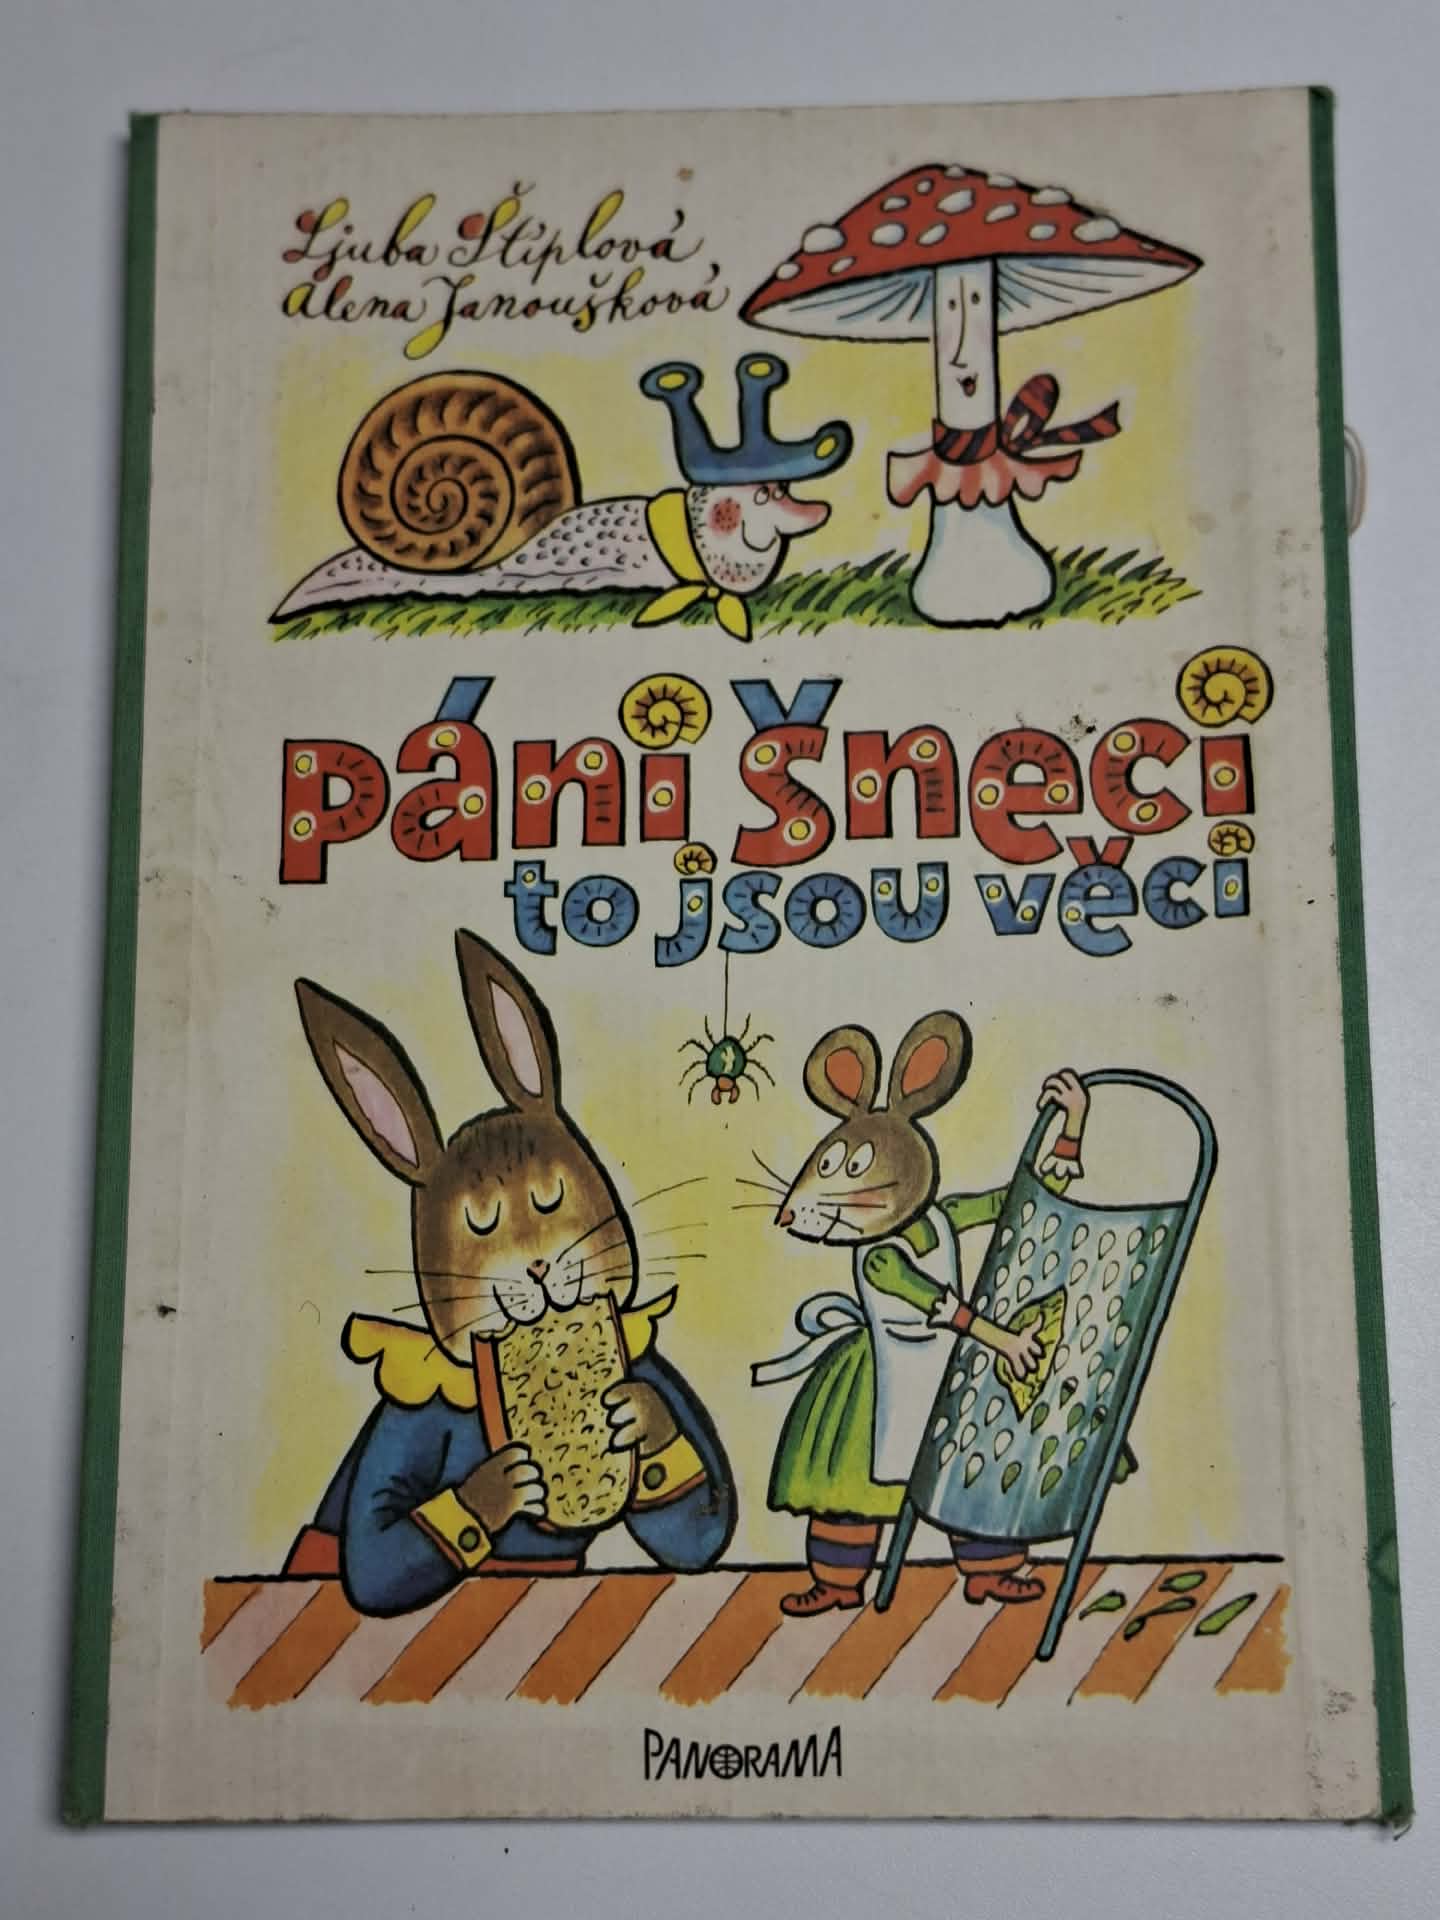 Ljuba Štíplová,
Alena Janoušková
páni šneci
to jsou věci
PANORAMA